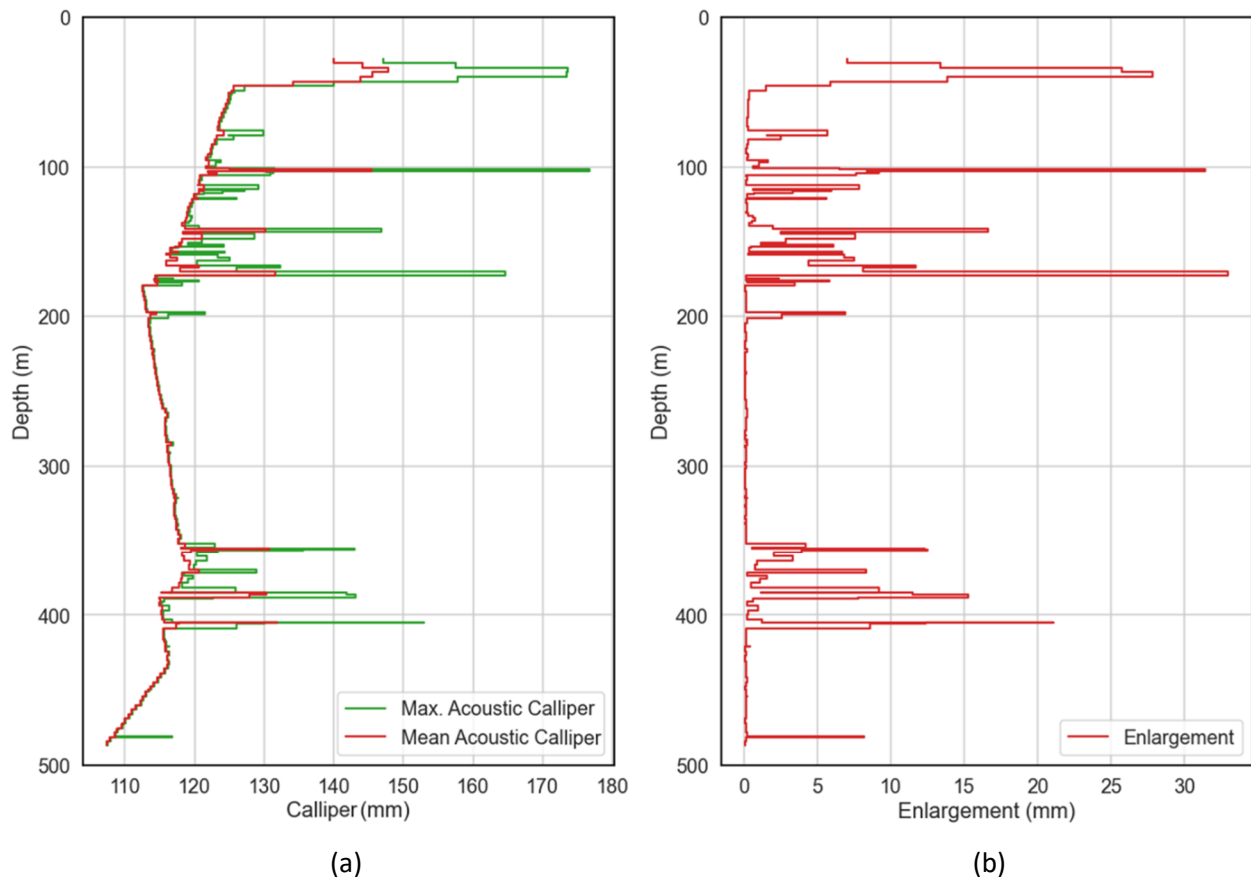 0
100
200
300
400
500
Depth (m)
110 120 130 140 150 160 170 180
Calliper (mm)
Max. Acoustic Calliper
Mean Acoustic Calliper
(a)
0
100
200
300
400
500
Depth (m)
0 5 10 15 20 25 30
Enlargement (mm)
Enlargement
(b)